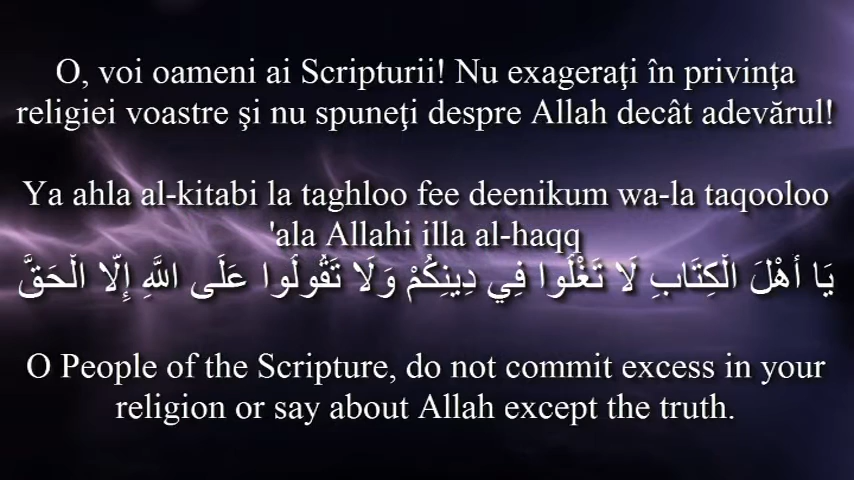 O, voi oameni ai Scripturii! Nu exageraţi în privinţa
religiei voastre şi nu spuneţi despre Allah decât adevărul!
Ya ahla al-kitabi la taghloo fee deenikum wa-la taqooloo
'ala Allahi illa al-haqq
يَا أَهْلَ الْكِتَابِ لَا تَغْلُوا فِي دِينِكُمْ وَلَا تَقُولُوا عَلَى اللَّهِ إِلَّا الْحَقَّ
O People of the Scripture, do not commit excess in your
religion or say about Allah except the truth.